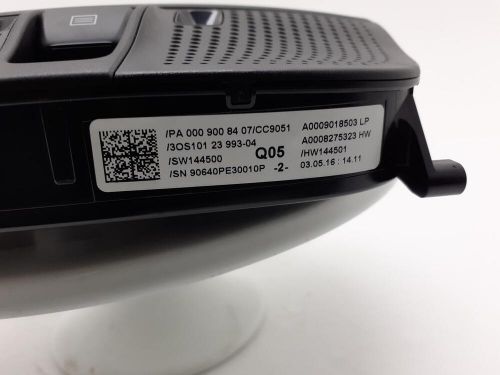 /PA 000 900 84 07/CC9051 A0009018503 LP
/3OS101 23 993-04 A0008275323 HW
/SW144500 Q05 /HW144501
/SN 90640PE30010P -2- 03.05.16 : 14.11